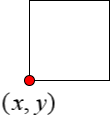 (x, y)